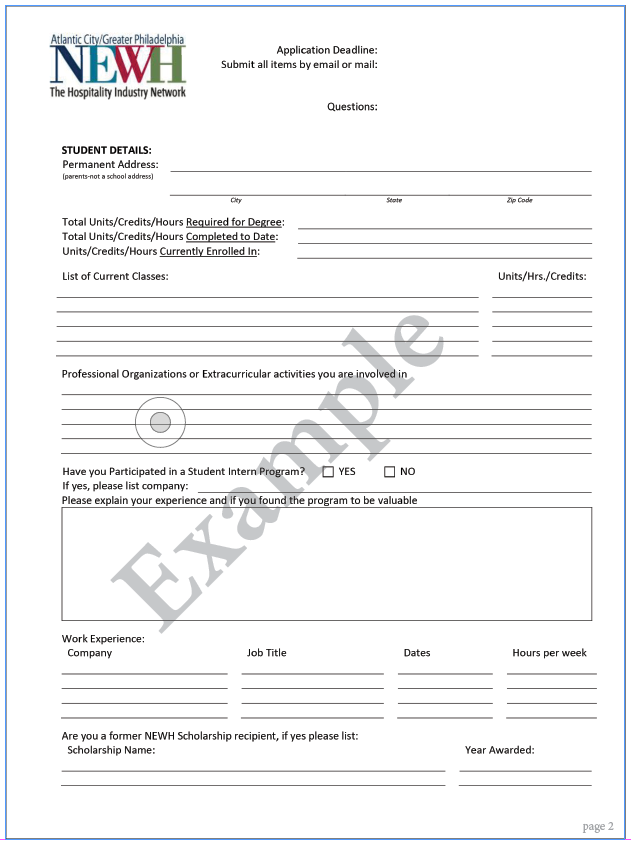 Atlantic City/Greater Philadelphia
NEWH
The Hospitality Industry Network
Application Deadline:
Submit all items by email or mail:
Questions:
STUDENT DETAILS:
Permanent Address:
(parents-not a school address)
City State Zip Code
Total Units/Credits/Hours Required for Degree:
Total Units/Credits/Hours Completed to Date:
Units/Credits/Hours Currently Enrolled In:
List of Current Classes: Units/Hrs./Credits:
Professional Organizations or Extracurricular activities you are involved in
Have you Participated in a Student Intern Program? YES NO
If yes, please list company:
Please explain your experience and if you found the program to be valuable
Example
Work Experience:
Company Job Title Dates Hours per week
Are you a former NEWH Scholarship recipient, if yes please list:
Scholarship Name: Year Awarded:
page 2